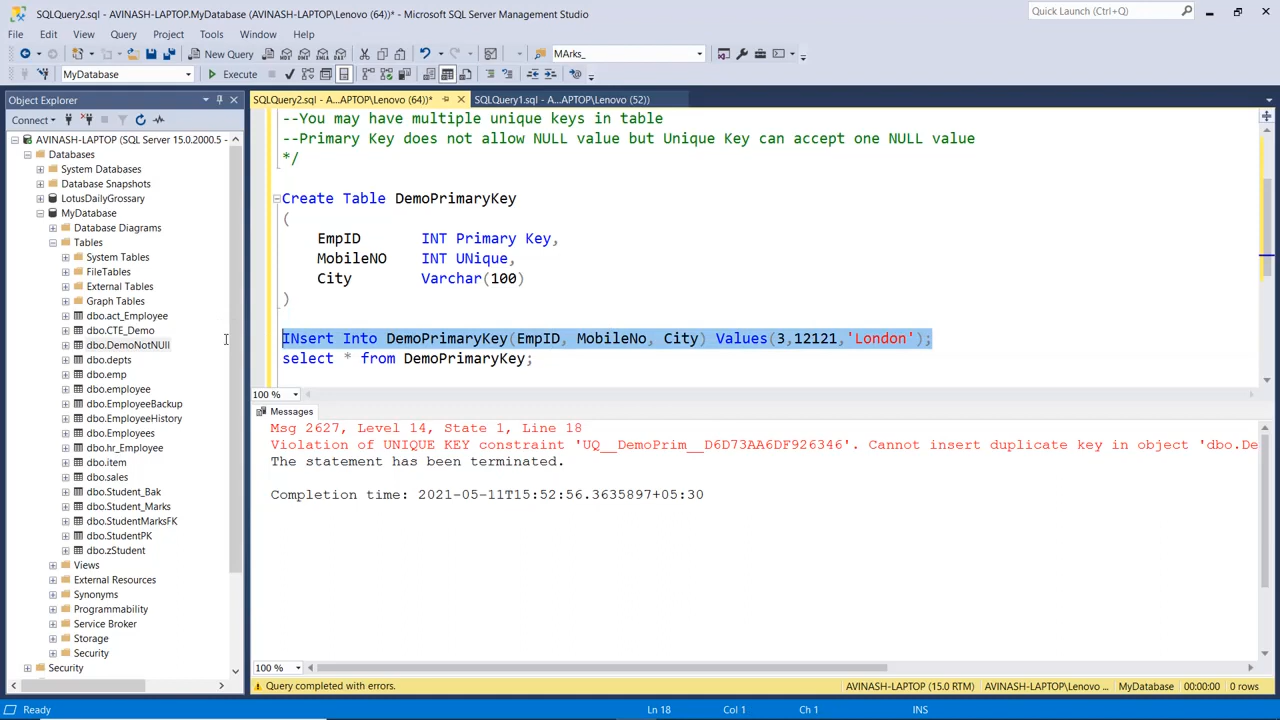 SQLQuery2.sql - AVINASH-LAPTOP.MyDatabase (AVINASH-LAPTOP\Lenovo (64))* - Microsoft SQL Server Management Studio
Quick Launch (Ctrl+Q)
File Edit View Query Project Tools Window Help
New Query MDX DMX XMLA DAX MArks_
MyDatabase Execute
Object Explorer
SQLQuery2.sql - A...APTOP\Lenovo (64))* SQLQuery1.sql - A...APTOP\Lenovo (52))
Connect
AVINASH-LAPTOP (SQL Server 15.0.2000.5 -
Databases
System Databases
Database Snapshots
LotusDailyGrossary
MyDatabase
Database Diagrams
Tables
System Tables
FileTables
External Tables
Graph Tables
dbo.act_Employee
dbo.CTE_Demo
dbo.DemoNotNUll
dbo.depts
dbo.emp
dbo.employee
dbo.EmployeeBackup
dbo.EmployeeHistory
dbo.Employees
dbo.hr_Employee
dbo.item
dbo.sales
dbo.Student_Bak
dbo.Student_Marks
dbo.StudentMarksFK
dbo.StudentPK
dbo.zStudent
Views
External Resources
Synonyms
Programmability
Service Broker
Storage
Security
Security
--You may have multiple unique keys in table
--Primary Key does not allow NULL value but Unique Key can accept one NULL value
*/
Create Table DemoPrimaryKey
(
EmpID INT Primary Key,
MobileNO INT UNique,
City Varchar(100)
)
INsert Into DemoPrimaryKey(EmpID, MobileNo, City) Values(3,12121,'London');
select * from DemoPrimaryKey;
100 %
Messages
Msg 2627, Level 14, State 1, Line 18
Violation of UNIQUE KEY constraint 'UQ__DemoPrim__D6D73AA6DF926346'. Cannot insert duplicate key in object 'dbo.De
The statement has been terminated.
Completion time: 2021-05-11T15:52:56.3635897+05:30
100 %
Query completed with errors. AVINASH-LAPTOP (15.0 RTM) AVINASH-LAPTOP\Lenovo ... MyDatabase 00:00:00 0 rows
Ready Ln 18 Col 1 Ch 1 INS